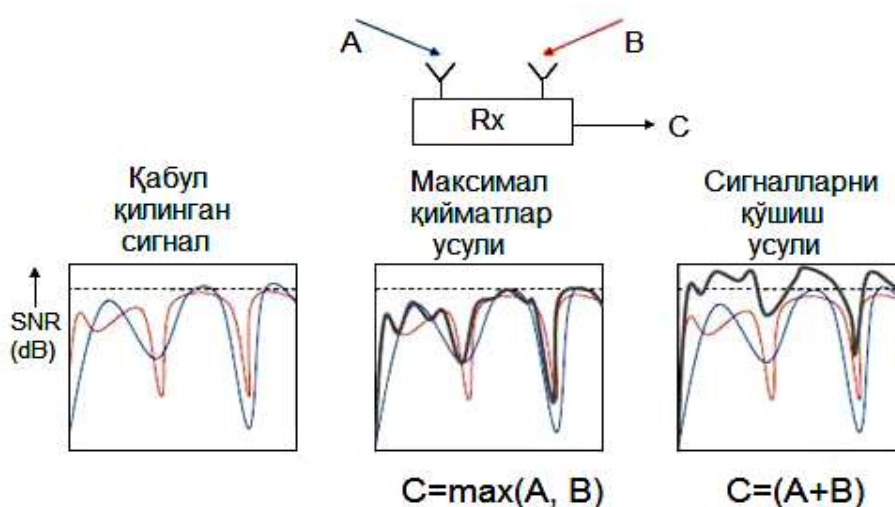 A
B
Rx
C
Қабул
қилинган
сигнал
Максимал
қийматлар
усули
Сигналларни
қўшиш
усули
SNR
(dB)
C=max(A, B)
C=(A+B)